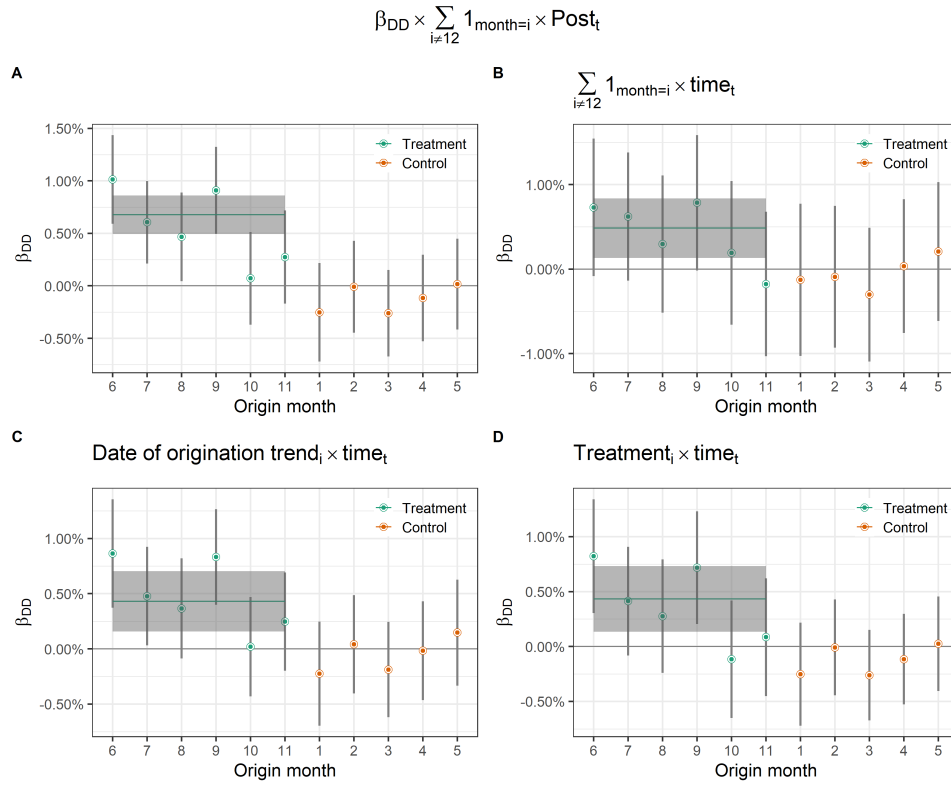 β_DD × ∑_{i≠12} 1_{month=i} × Post_t
A
1.50%
1.00%
0.50%
0.00%
-0.50%
β_DD
6 7 8 9 10 11 1 2 3 4 5
Origin month
Treatment
Control
B
∑_{i≠12} 1_{month=i} × time_t
1.00%
0.00%
-1.00%
β_DD
6 7 8 9 10 11 1 2 3 4 5
Origin month
Treatment
Control
C
Date of origination trend_i × time_t
1.00%
0.50%
0.00%
-0.50%
β_DD
6 7 8 9 10 11 1 2 3 4 5
Origin month
Treatment
Control
D
Treatment_i × time_t
1.00%
0.50%
0.00%
-0.50%
β_DD
6 7 8 9 10 11 1 2 3 4 5
Origin month
Treatment
Control